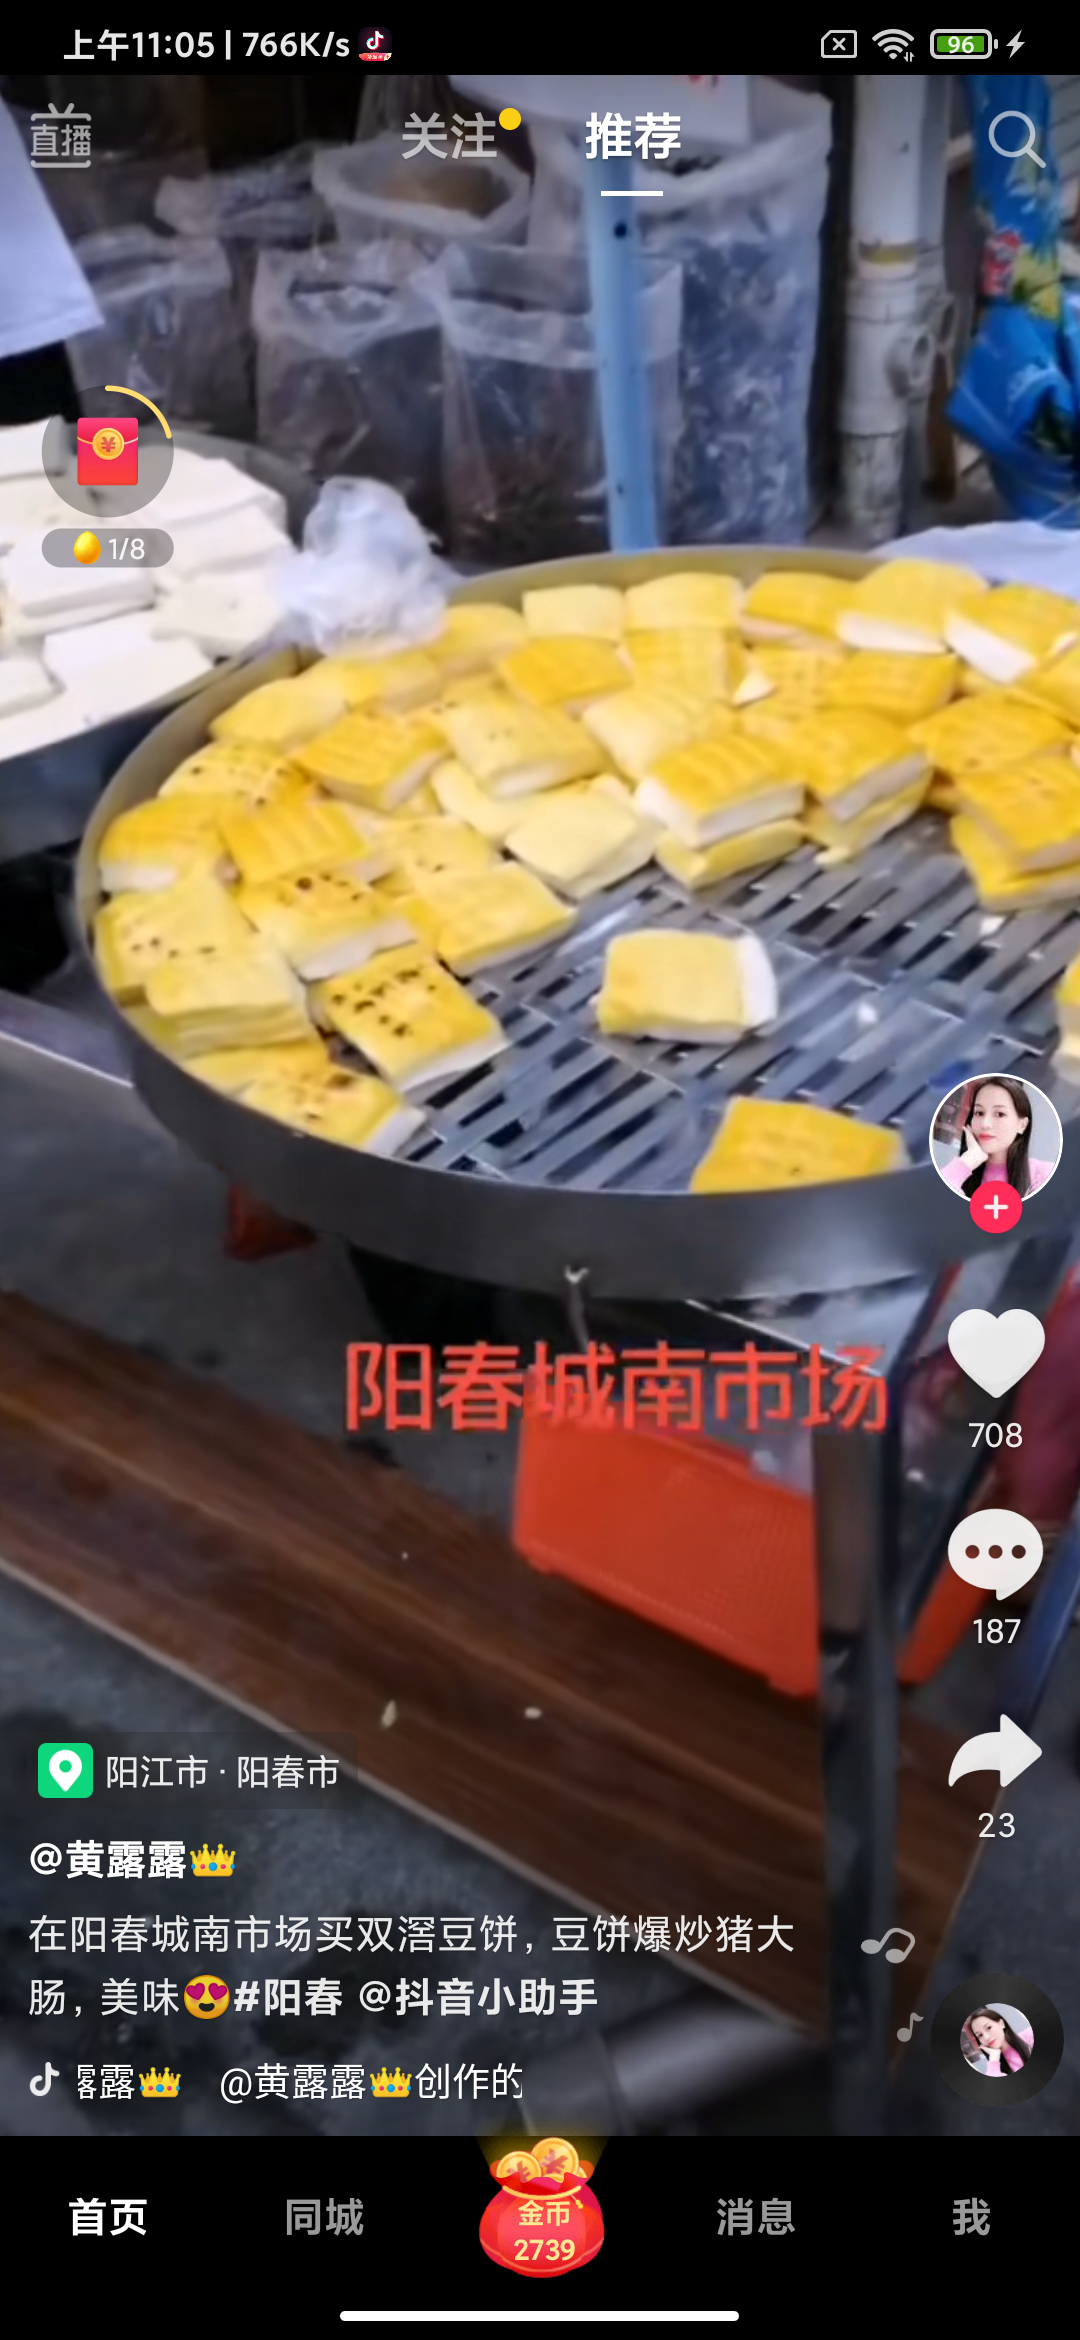 上午11:05 | 766K/s
96
直播
关注
推荐
1/8
阳春城南市场
708
187
23
阳江市 · 阳春市
@黄露露👑
在阳春城南市场买双滘豆饼，豆饼爆炒猪大
肠，美味😍#阳春 @抖音小助手
露露👑 @黄露露👑创作的
首页
同城
金币
2739
消息
我